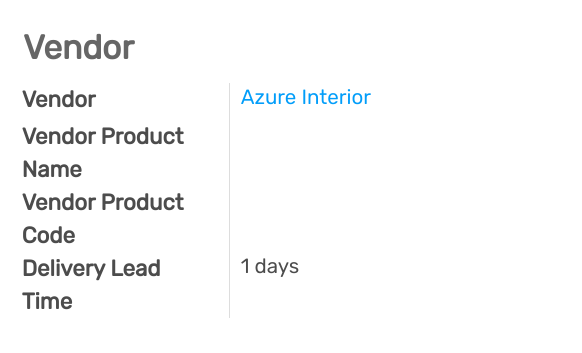 Vendor
Vendor Azure Interior
Vendor Product
Name
Vendor Product
Code
Delivery Lead 1 days
Time